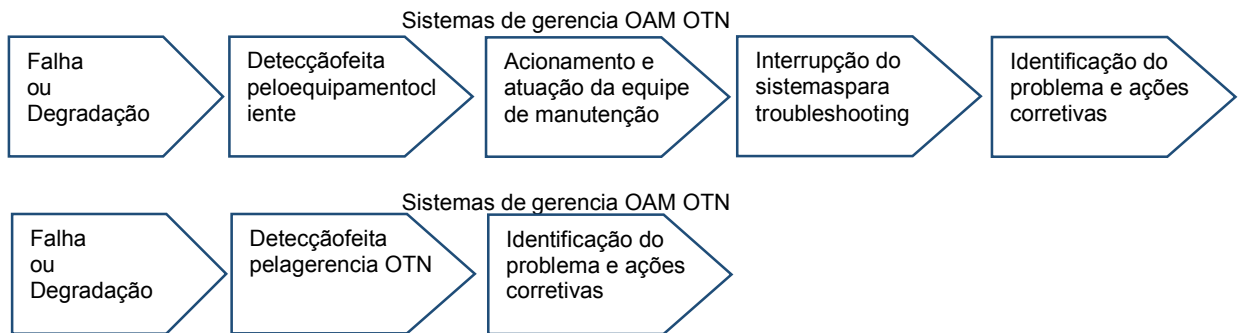 Sistemas de gerencia OAM OTN
Falha
ou
Degradação
Detecçãofeita
peloequipamentocl
iente
Acionamento e
atuação da equipe
de manutenção
Interrupção do
sistemaspara
troubleshooting
Identificação do
problema e ações
corretivas
Sistemas de gerencia OAM OTN
Falha
ou
Degradação
Detecçãofeita
pelagerencia OTN
Identificação do
problema e ações
corretivas